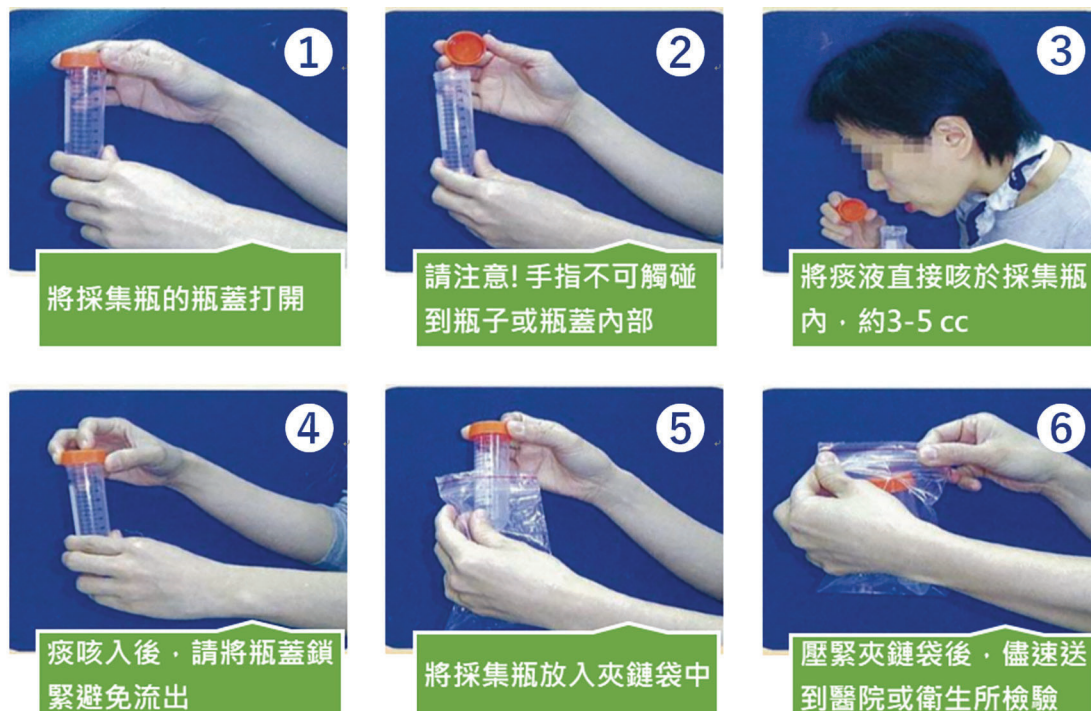 1
將採集瓶的瓶蓋打開
2
請注意! 手指不可觸碰
到瓶子或瓶蓋內部
3
將痰液直接咳於採集瓶
內，約3-5 cc
4
痰咳入後，請將瓶蓋鎖
緊避免流出
5
將採集瓶放入夾鏈袋中
6
壓緊夾鏈袋後，儘速送
到醫院或衛生所檢驗